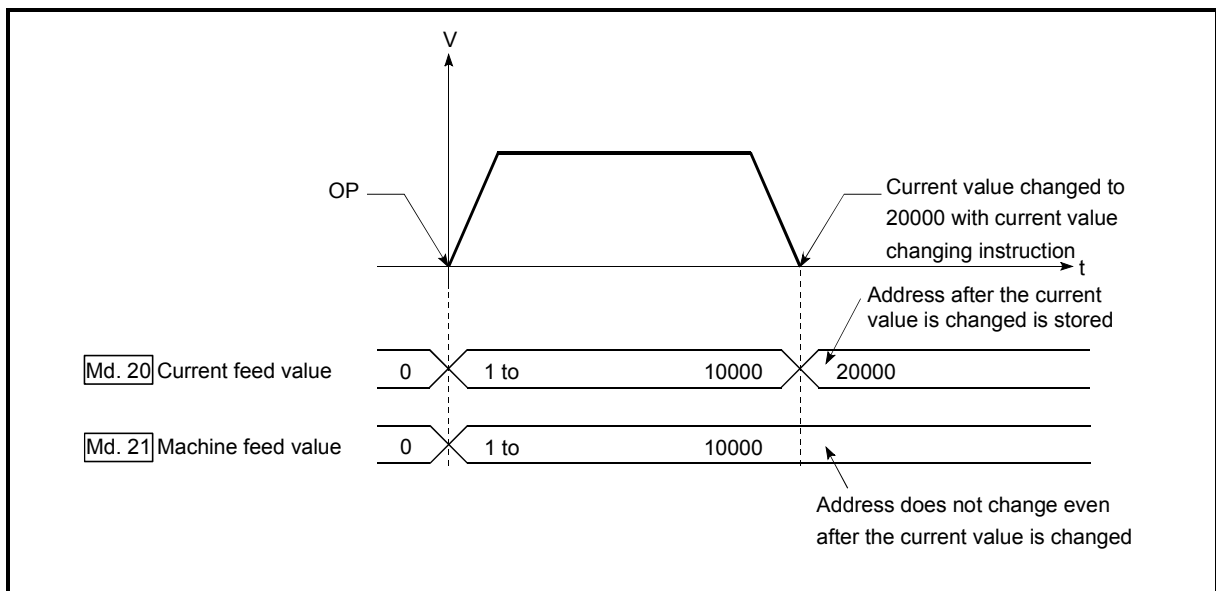 V
OP
Current value changed to
20000 with current value
changing instruction
t
Address after the current
value is changed is stored
Md. 20 Current feed value 0 1 to 10000 20000
Md. 21 Machine feed value 0 1 to 10000
Address does not change even
after the current value is changed